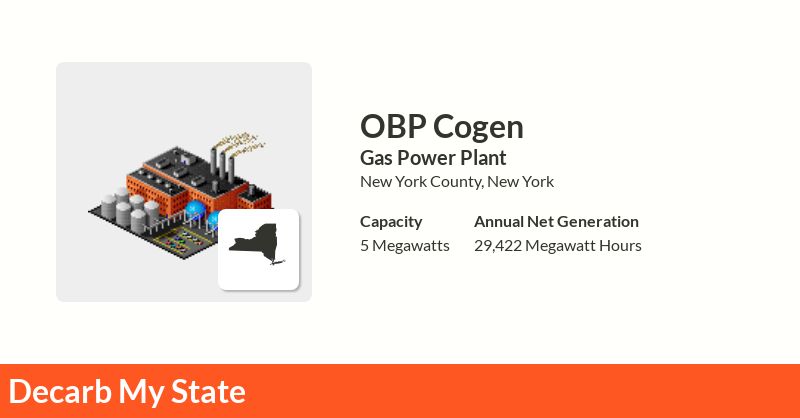 OBP Cogen
Gas Power Plant
New York County, New York
Capacity
Annual Net Generation
5 Megawatts
29,422 Megawatt Hours
Decarb My State